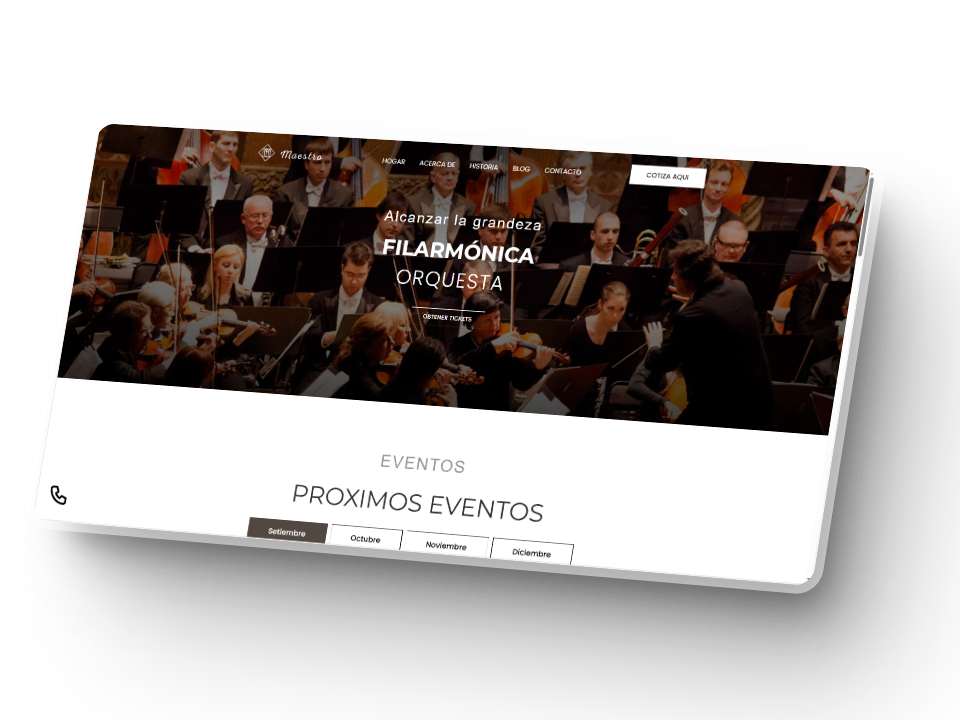 Maestro
HOGAR ACERCA DE HISTORIA BLOG CONTACTO
COTIZA AQUI
Alcanzar la grandeza
FILARMÓNICA
ORQUESTA
OBTENER TICKETS
EVENTOS
PROXIMOS EVENTOS
Setiembre Octubre Noviembre Diciembre